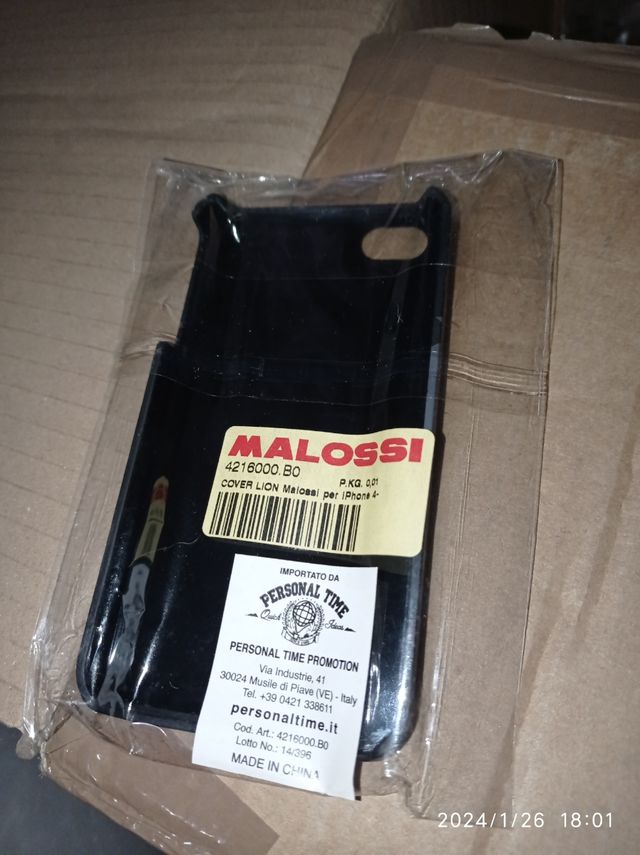 MALOSSI
4216000.B0 P.KG. 0,01
COVER LION Malossi per iPhone 4-
IMPORTATO DA
PERSONAL TIME
Quick Ideas
PERSONAL TIME PROMOTION
Via Industrie, 41
30024 Musile di Piave (VE) - Italy
Tel. +39 0421 338611
personaltime.it
Cod. Art.: 4216000.B0
Lotto No.: 14/396
MADE IN CHINA
2024/1/26 18:01